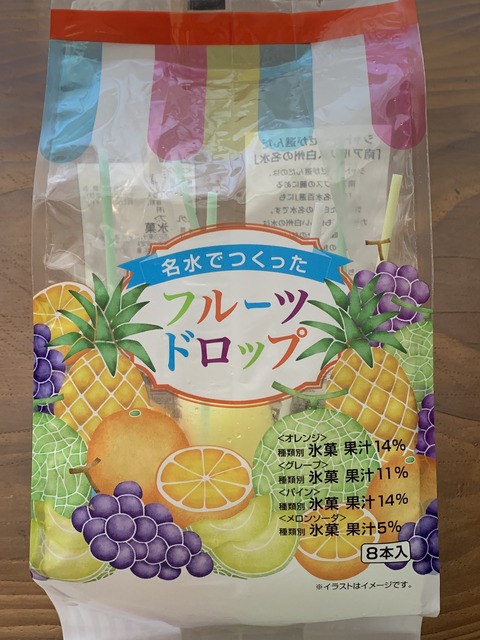 名水でつくった
フルーツ
ドロップ
<オレンジ>
種類別 氷菓 果汁14%
<グレープ>
種類別 氷菓 果汁11%
<パイン>
種類別 氷菓 果汁14%
<メロンソーダ>
種類別 氷菓 果汁5%
8本入
※イラストはイメージです。